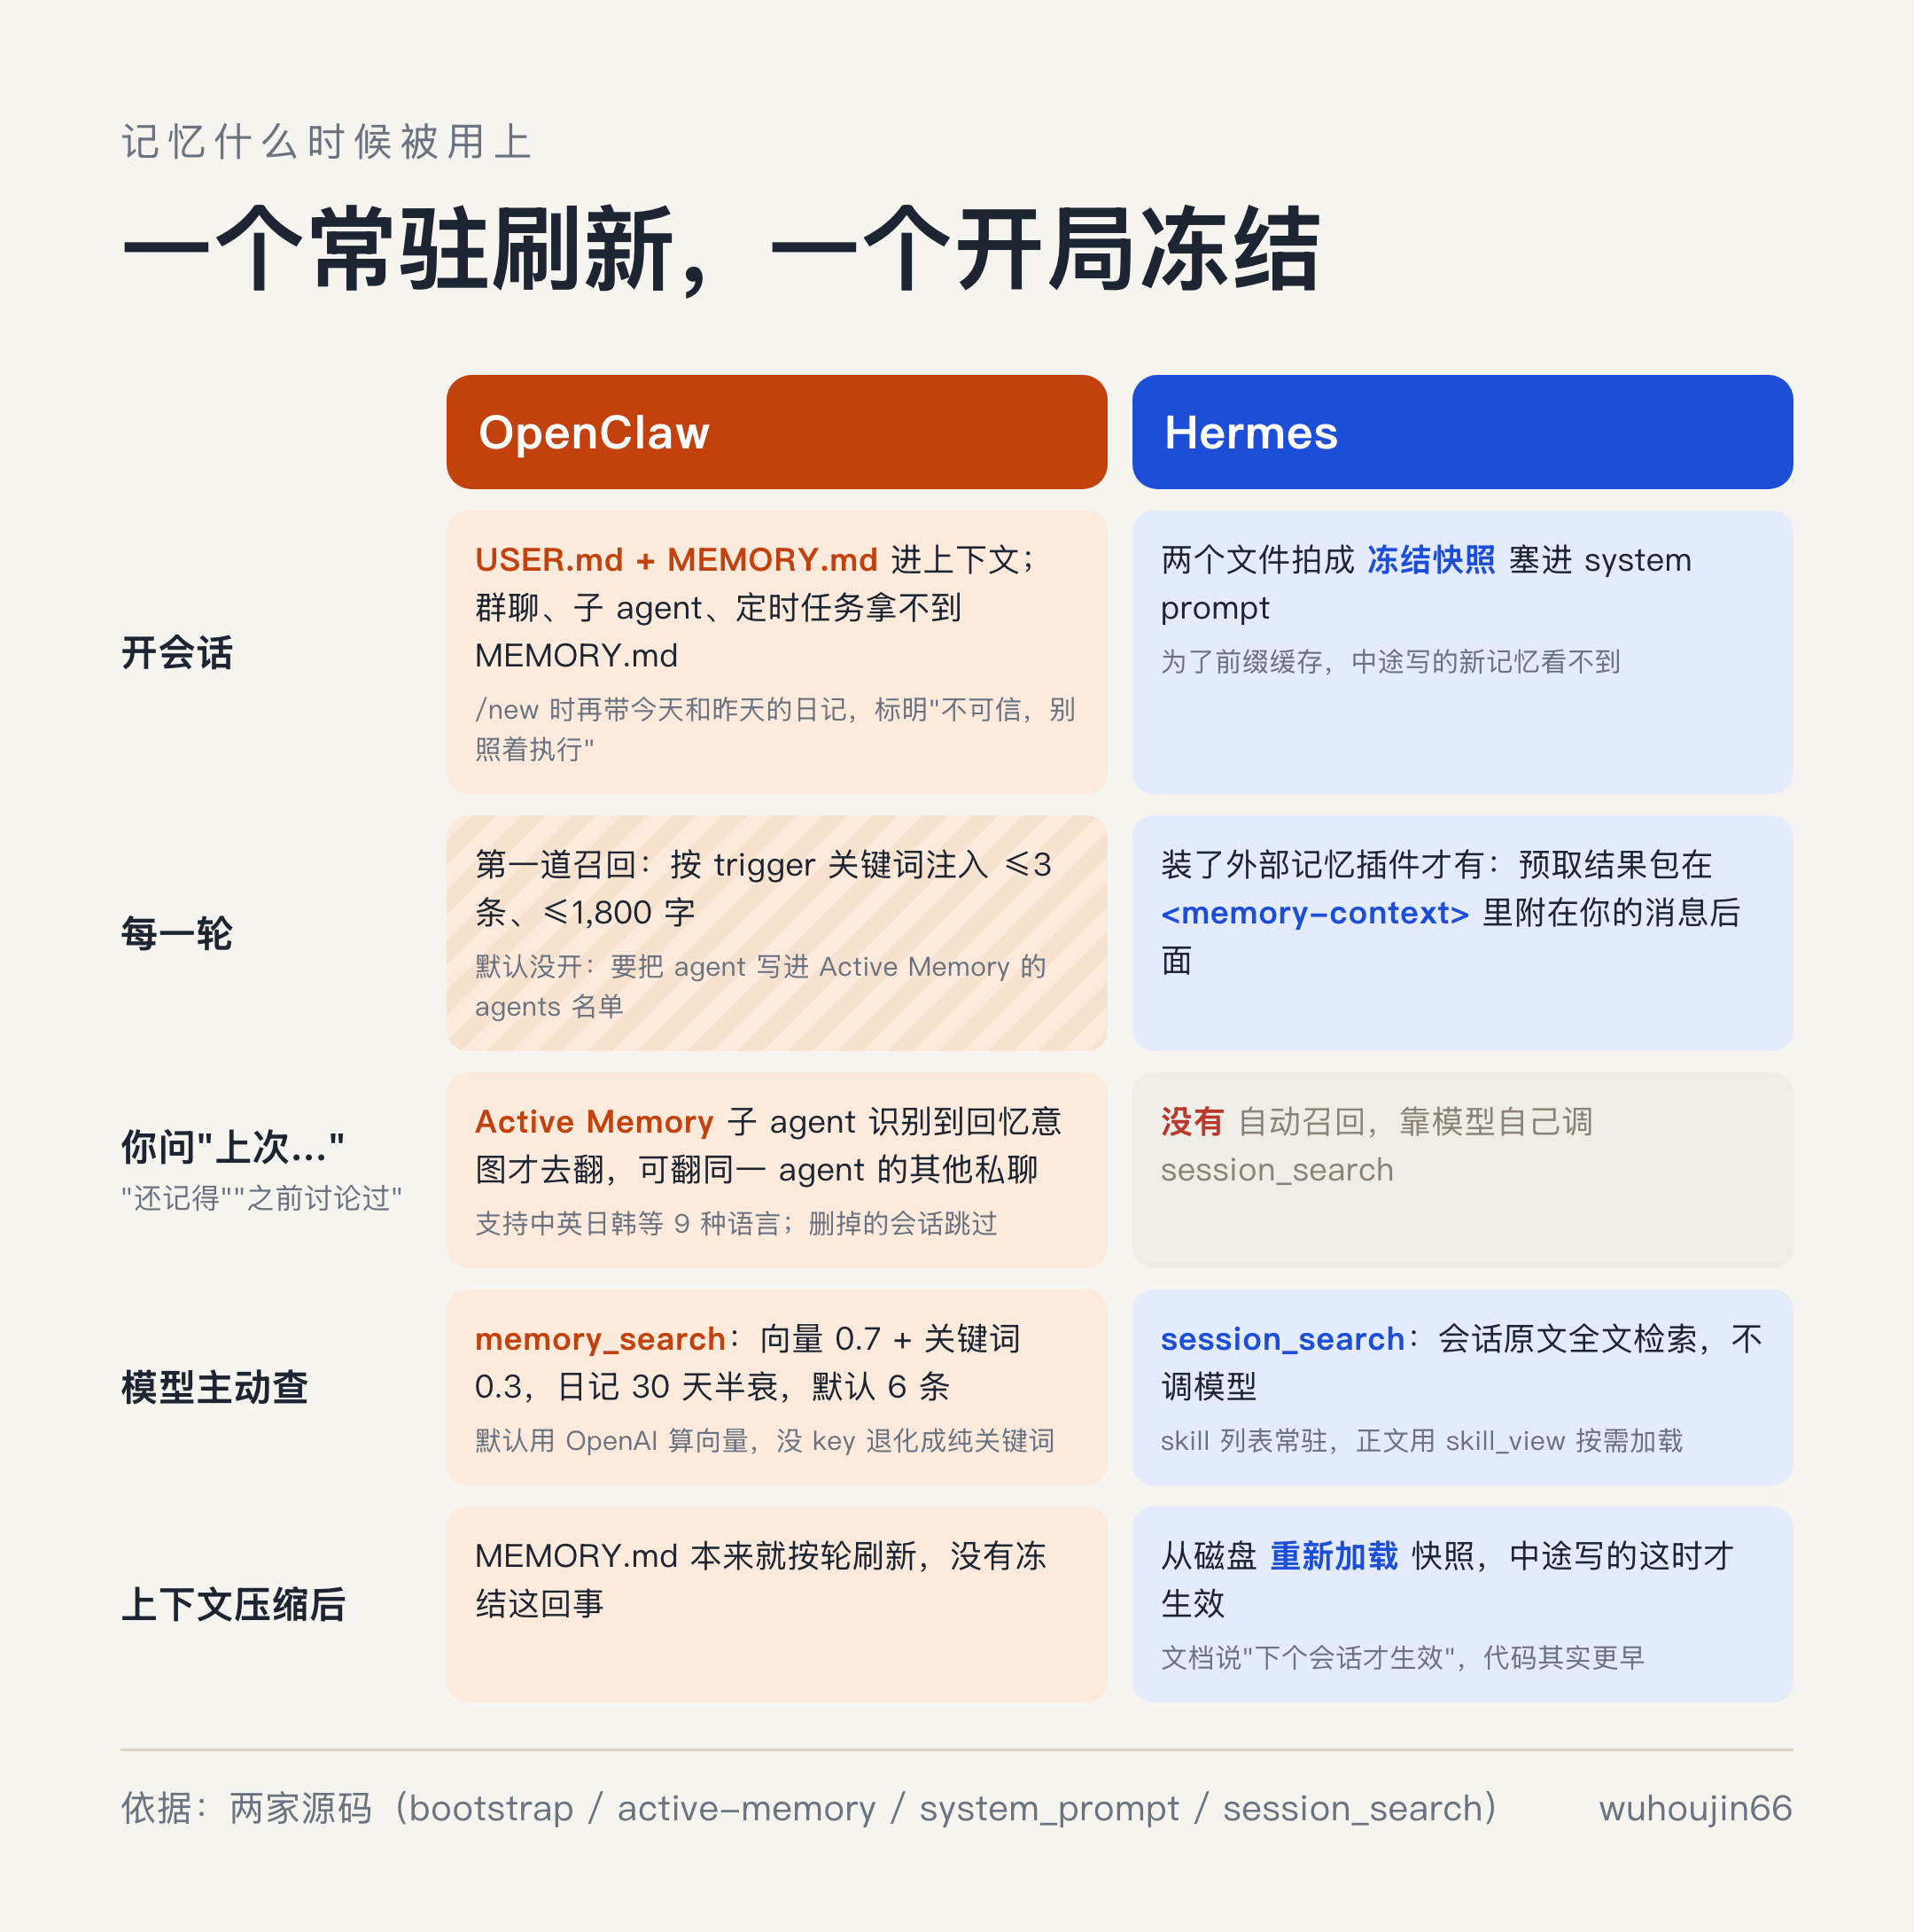 记忆什么时候被用上
一个常驻刷新，一个开局冻结
OpenClaw
Hermes
开会话
USER.md + MEMORY.md 进上下文；
群聊、子 agent、定时任务拿不到
MEMORY.md
/new 时再带今天和昨天的日记，标明"不可信，别
照着执行"
两个文件拍成 冻结快照 塞进 system
prompt
为了前缀缓存，中途写的新记忆看不到
每一轮
第一道召回：按 trigger 关键词注入 ≤3
条、≤1,800 字
默认没开：要把 agent 写进 Active Memory 的
agents 名单
装了外部记忆插件才有：预取结果包在
<memory-context> 里附在你的消息后
面
你问"上次…"
"还记得""之前讨论过"
Active Memory 子 agent 识别到回忆意
图才去翻，可翻同一 agent 的其他私聊
支持中英日韩等 9 种语言；删掉的会话跳过
没有 自动召回，靠模型自己调
session_search
模型主动查
memory_search：向量 0.7 + 关键词
0.3，日记 30 天半衰，默认 6 条
默认用 OpenAI 算向量，没 key 退化成纯关键词
session_search：会话原文全文检索，不
调模型
skill 列表常驻，正文用 skill_view 按需加载
上下文压缩后
MEMORY.md 本来就按轮刷新，没有冻
结这回事
从磁盘 重新加载 快照，中途写的这时才
生效
文档说"下个会话才生效"，代码其实更早
依据：两家源码（bootstrap / active-memory / system_prompt / session_search）
wuhoujin66